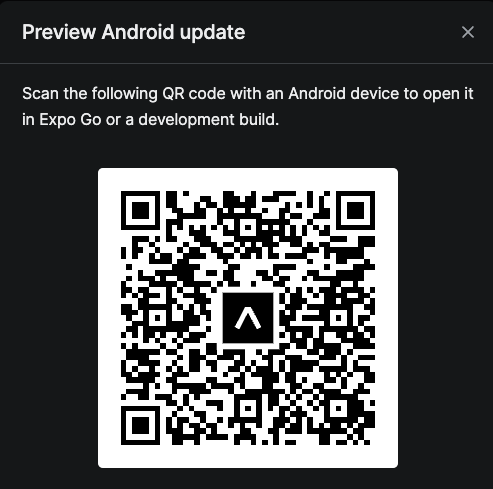 Preview Android update
Scan the following QR code with an Android device to open it
in Expo Go or a development build.